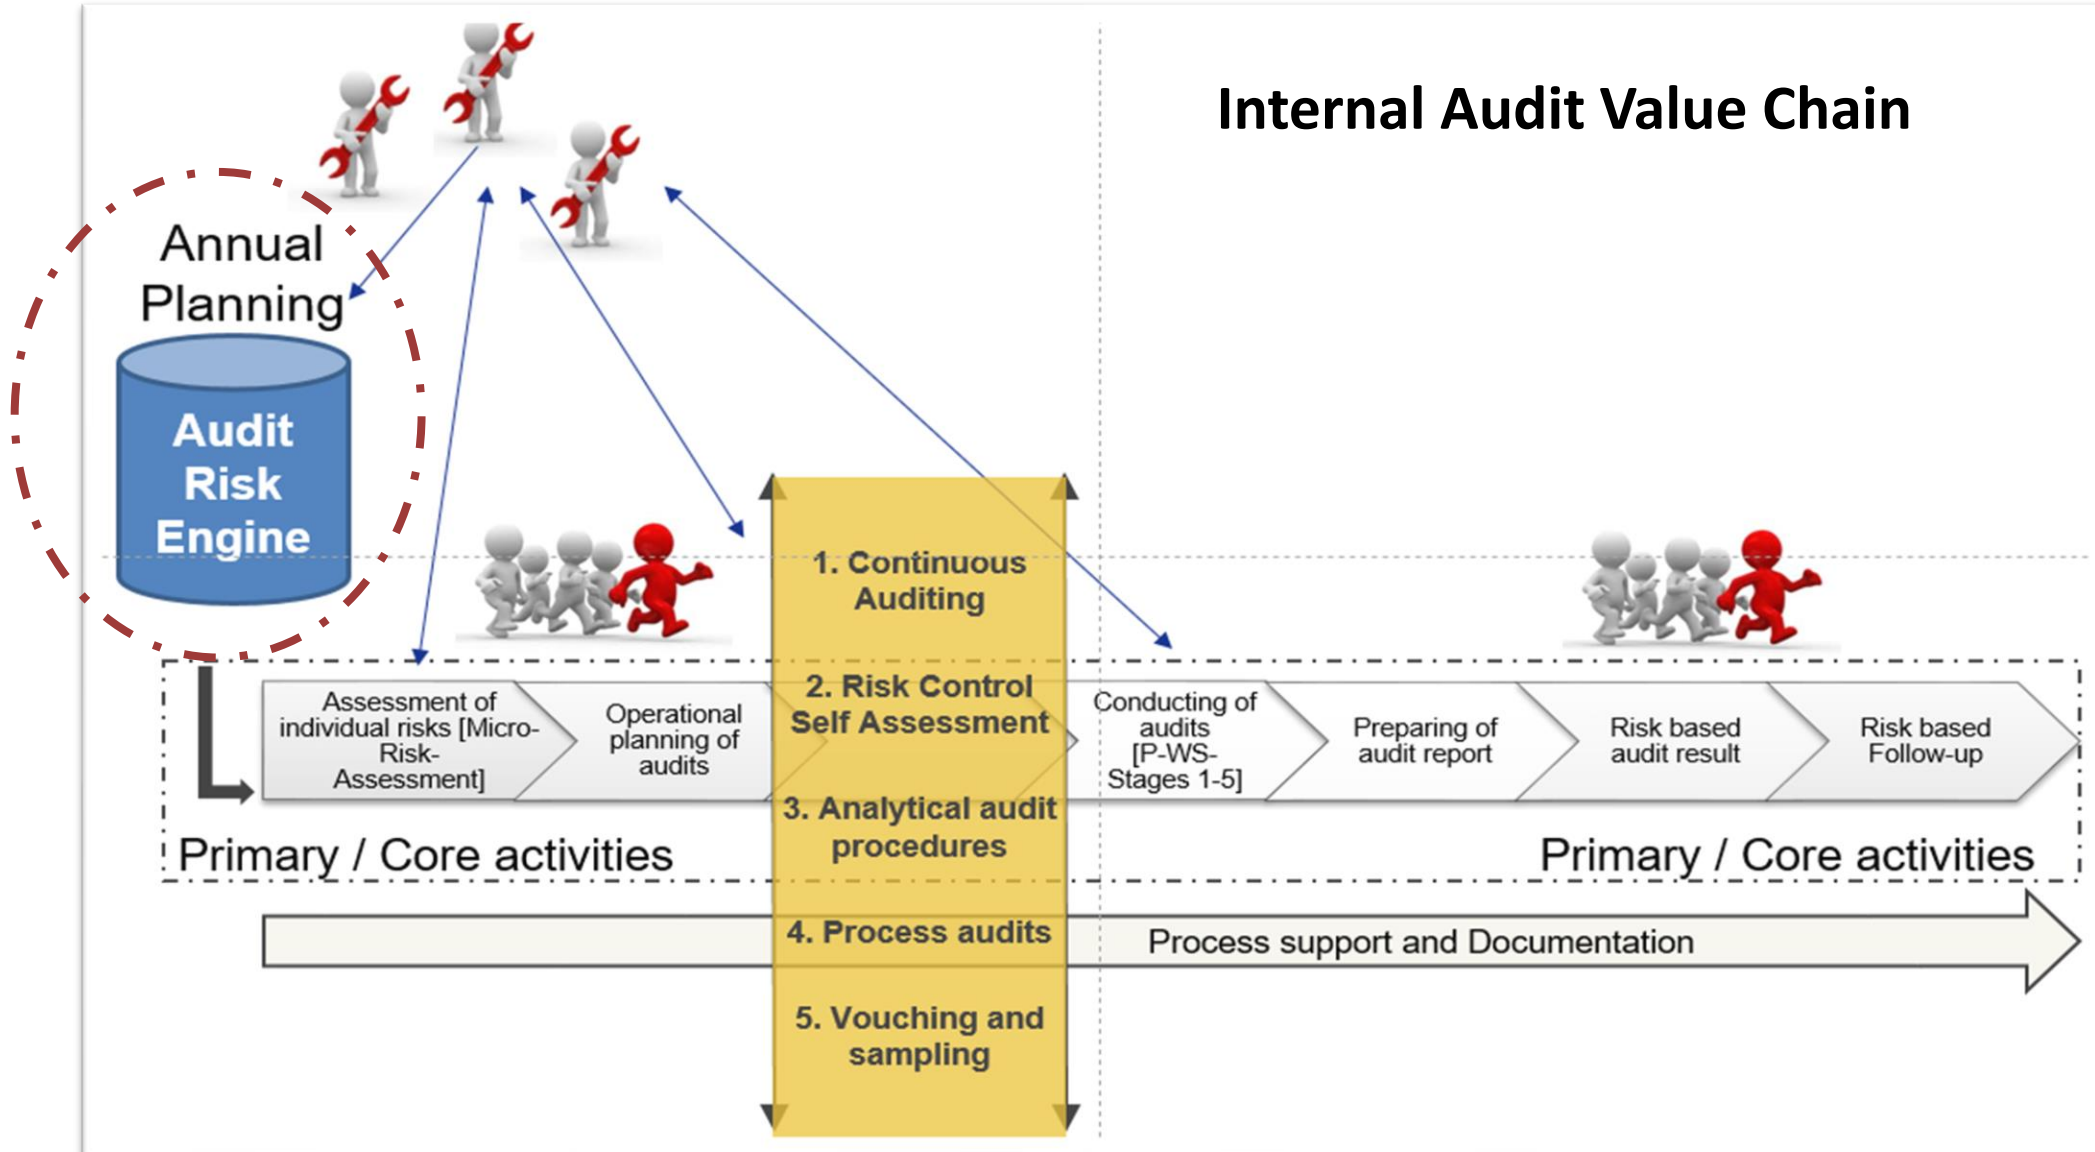 Internal Audit Value Chain
Annual
Planning
Audit
Risk
Engine
Assessment of
individual risks [Micro-
Risk-
Assessment]
Operational
planning of
audits
1. Continuous
Auditing
2. Risk Control
Self Assessment
3. Analytical audit
procedures
4. Process audits
5. Vouching and
sampling
Conducting of
audits
[P-WS-
Stages 1-5]
Preparing of
audit report
Risk based
audit result
Risk based
Follow-up
Primary / Core activities
Primary / Core activities
Process support and Documentation